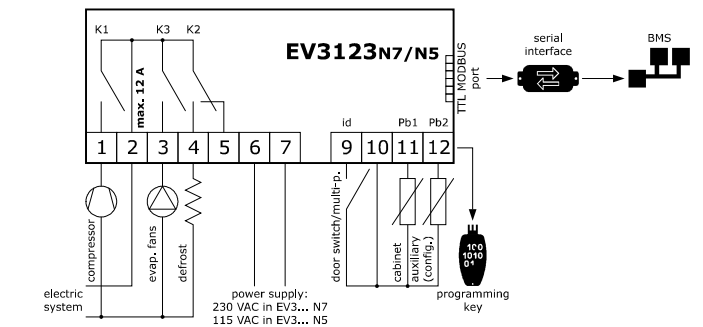 K1
K3
K2
max. 12 A
EV3123N7/N5
TTL MODBUS
port
serial
interface
BMS
id
Pb1
Pb2
1
2
3
4
5
6
7
9
10
11
12
compressor
evap. fans
defrost
door switch/multi-p.
cabinet
auxiliary
(config.)
100
1010
01
electric
system
power supply:
230 VAC in EV3... N7
115 VAC in EV3... N5
programming
key